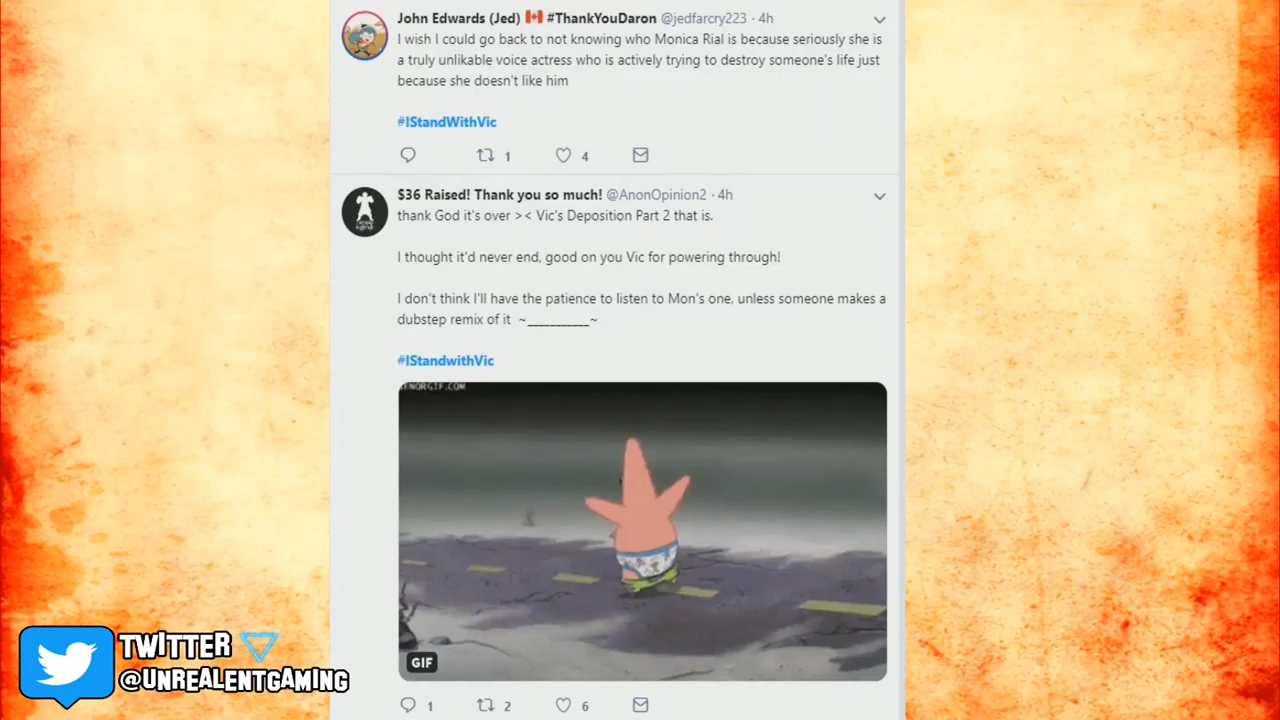 John Edwards (Jed) #ThankYouDaron @jedfarcry223 · 4h
I wish I could go back to not knowing who Monica Rial is because seriously she is
a truly unlikable voice actress who is actively trying to destroy someone's life just
because she doesn't like him
#IStandWithVic
1 4
$36 Raised! Thank you so much! @AnonOpinion2 · 4h
thank God it's over >< Vic's Deposition Part 2 that is.
I thought it'd never end, good on you Vic for powering through!
I don't think I'll have the patience to listen to Mon's one, unless someone makes a
dubstep remix of it ~__________~
#IStandwithVic
GIF
1 2 6
TWITTER
@UNREALENTGAMING